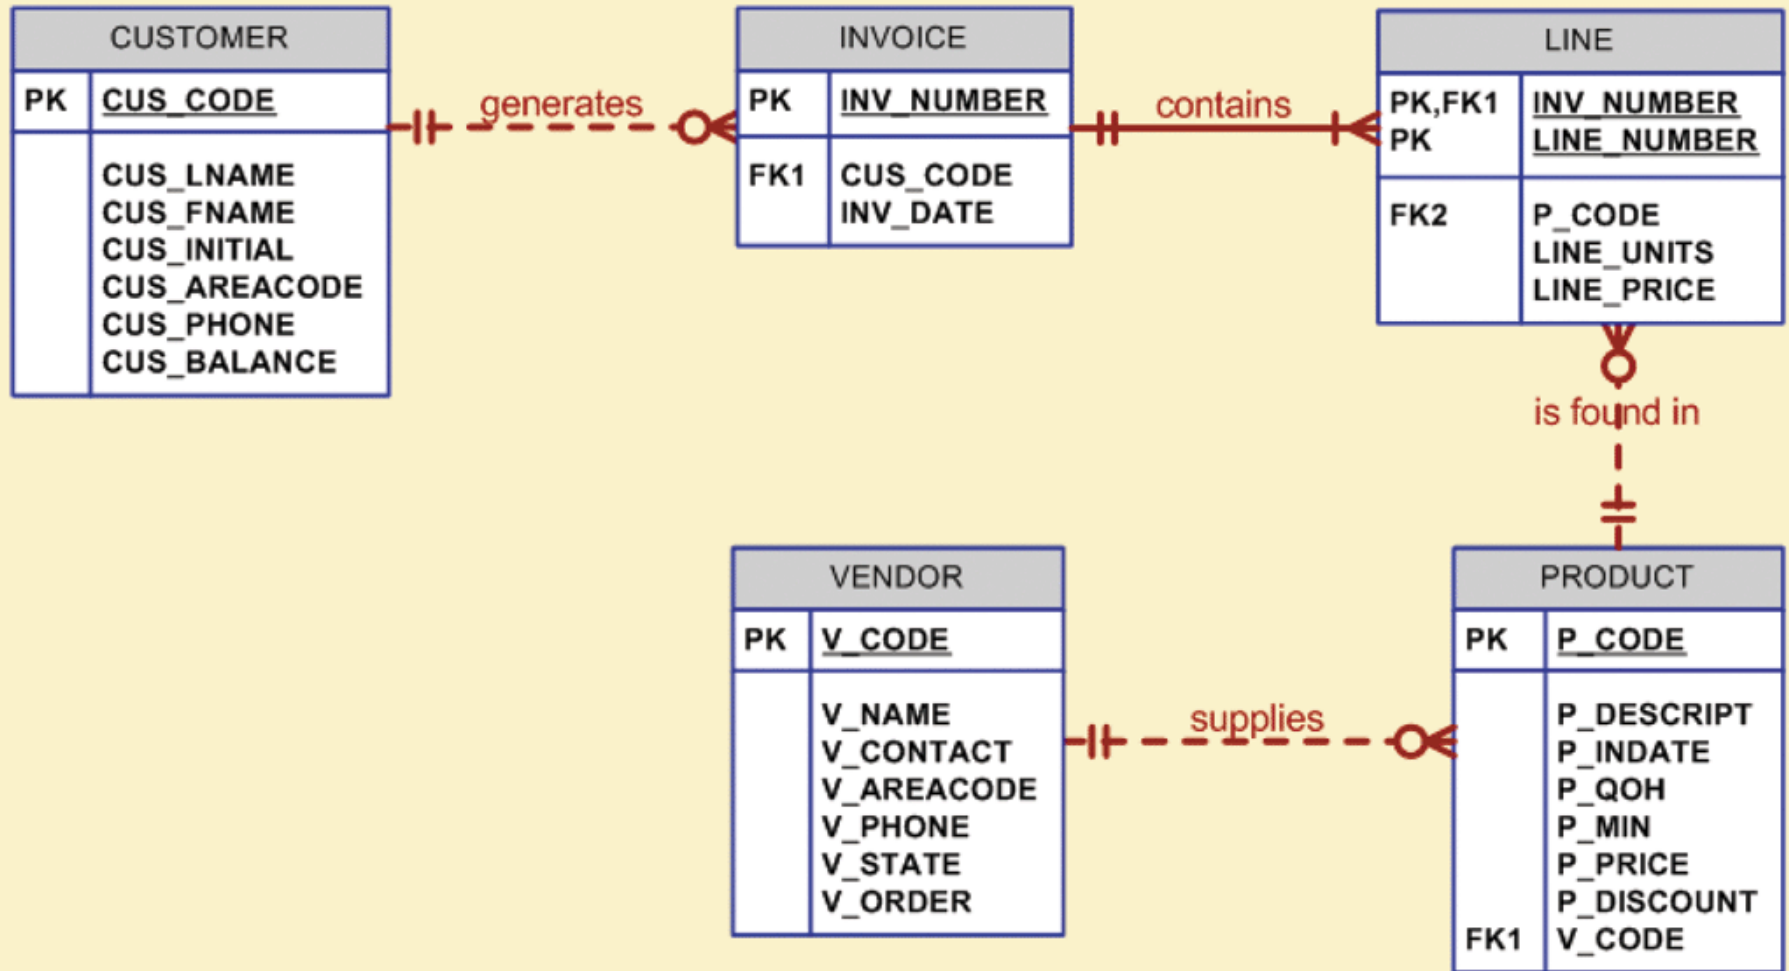 CUSTOMER
PK CUS_CODE
CUS_LNAME
CUS_FNAME
CUS_INITIAL
CUS_AREACODE
CUS_PHONE
CUS_BALANCE
generates
INVOICE
PK INV_NUMBER
FK1 CUS_CODE
INV_DATE
contains
LINE
PK,FK1 INV_NUMBER
PK LINE_NUMBER
FK2 P_CODE
LINE_UNITS
LINE_PRICE
is found in
VENDOR
PK V_CODE
V_NAME
V_CONTACT
V_AREACODE
V_PHONE
V_STATE
V_ORDER
supplies
PRODUCT
PK P_CODE
P_DESCRIPT
P_INDATE
P_QOH
P_MIN
P_PRICE
P_DISCOUNT
FK1 V_CODE